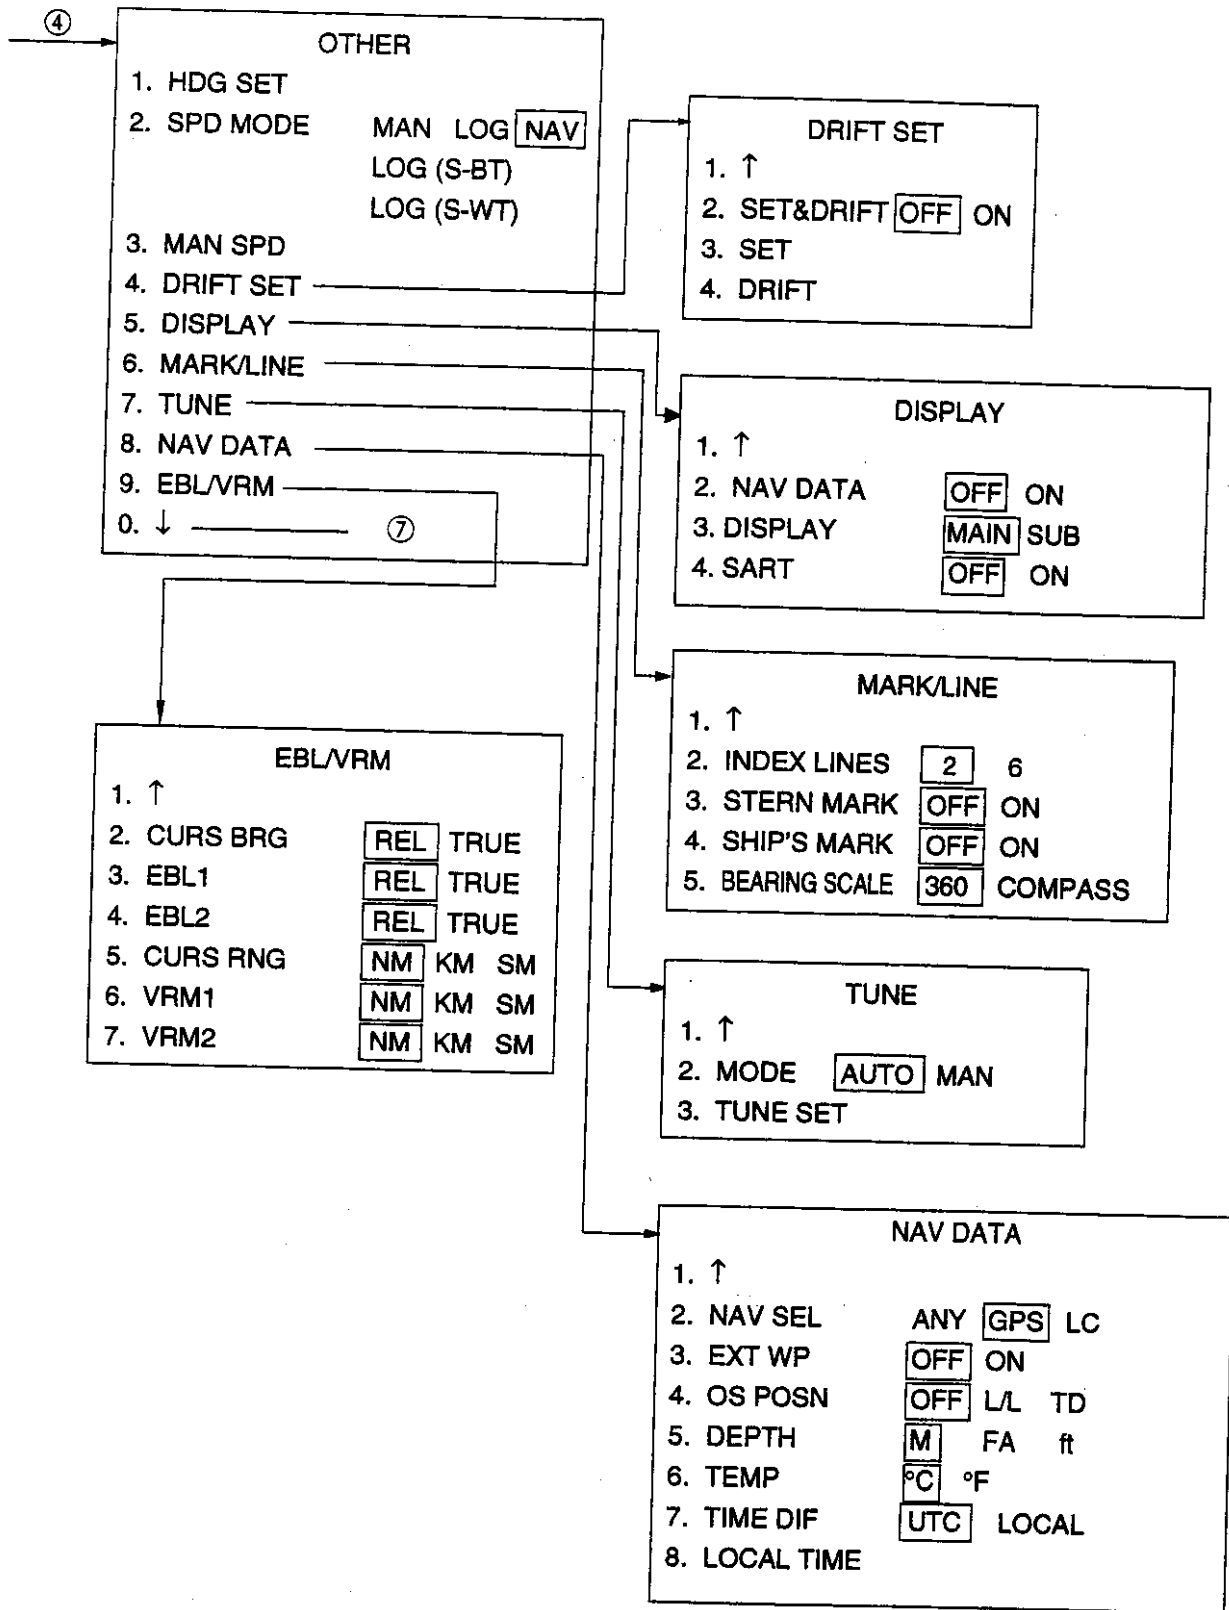 ④
OTHER
1. HDG SET
2. SPD MODE MAN LOG NAV
LOG (S-BT)
LOG (S-WT)
3. MAN SPD
4. DRIFT SET
5. DISPLAY
6. MARK/LINE
7. TUNE
8. NAV DATA
9. EBL/VRM
0. ↓ ⑦
DRIFT SET
1. ↑
2. SET&DRIFT OFF ON
3. SET
4. DRIFT
DISPLAY
1. ↑
2. NAV DATA OFF ON
3. DISPLAY MAIN SUB
4. SART OFF ON
MARK/LINE
1. ↑
2. INDEX LINES 2 6
3. STERN MARK OFF ON
4. SHIP'S MARK OFF ON
5. BEARING SCALE 360 COMPASS
EBL/VRM
1. ↑
2. CURS BRG REL TRUE
3. EBL1 REL TRUE
4. EBL2 REL TRUE
5. CURS RNG NM KM SM
6. VRM1 NM KM SM
7. VRM2 NM KM SM
TUNE
1. ↑
2. MODE AUTO MAN
3. TUNE SET
NAV DATA
1. ↑
2. NAV SEL ANY GPS LC
3. EXT WP OFF ON
4. OS POSN OFF L/L TD
5. DEPTH M FA ft
6. TEMP °C °F
7. TIME DIF UTC LOCAL
8. LOCAL TIME